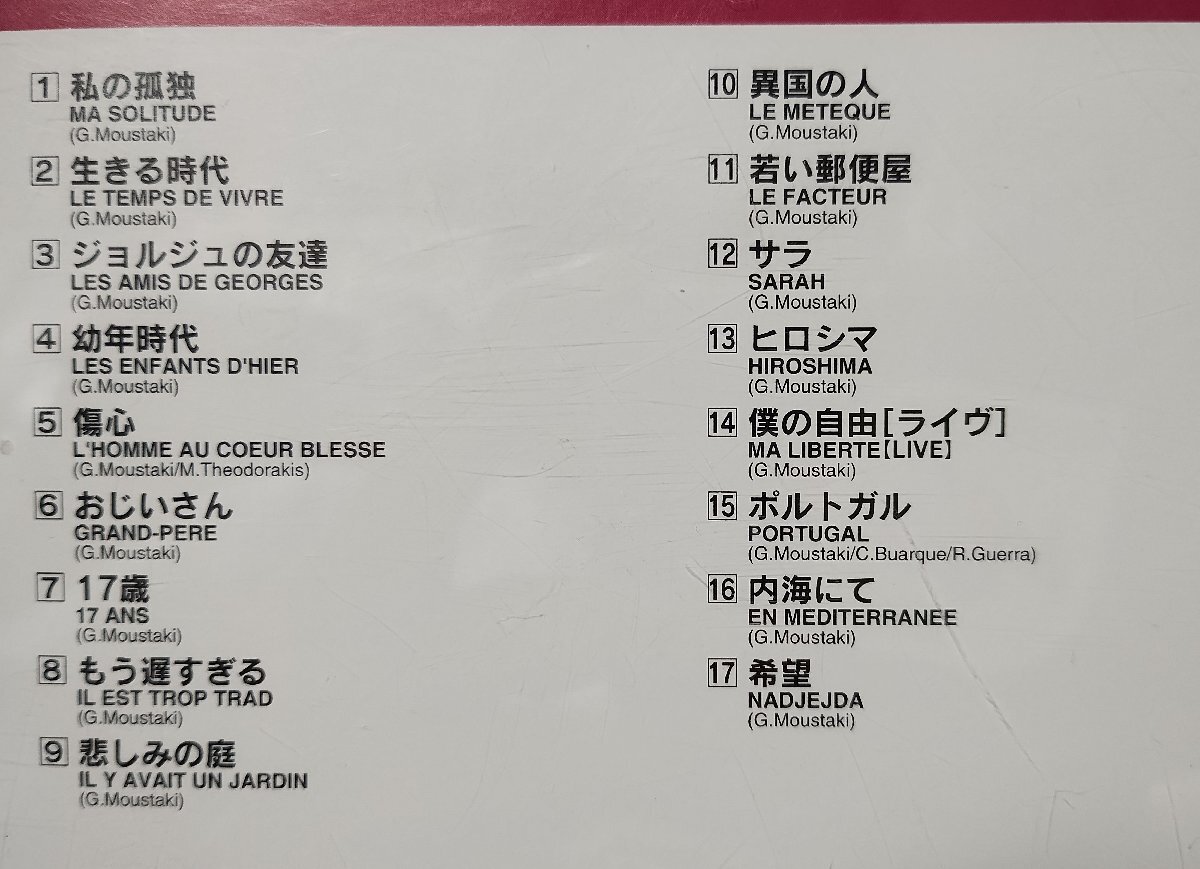 1 私の孤独
MA SOLITUDE
(G.Moustaki)
2 生きる時代
LE TEMPS DE VIVRE
(G.Moustaki)
3 ジョルジュの友達
LES AMIS DE GEORGES
(G.Moustaki)
4 幼年時代
LES ENFANTS D'HIER
(G.Moustaki)
5 傷心
L'HOMME AU COEUR BLESSE
(G.Moustaki/M.Theodorakis)
6 おじいさん
GRAND-PERE
(G.Moustaki)
7 17歳
17 ANS
(G.Moustaki)
8 もう遅すぎる
IL EST TROP TRAD
(G.Moustaki)
9 悲しみの庭
IL Y AVAIT UN JARDIN
(G.Moustaki)
10 異国の人
LE METEQUE
(G.Moustaki)
11 若い郵便屋
LE FACTEUR
(G.Moustaki)
12 サラ
SARAH
(G.Moustaki)
13 ヒロシマ
HIROSHIMA
(G.Moustaki)
14 僕の自由[ライヴ]
MA LIBERTE[LIVE]
(G.Moustaki)
15 ポルトガル
PORTUGAL
(G.Moustaki/C.Buarque/R.Guerra)
16 内海にて
EN MEDITERRANEE
(G.Moustaki)
17 希望
NADJEJDA
(G.Moustaki)